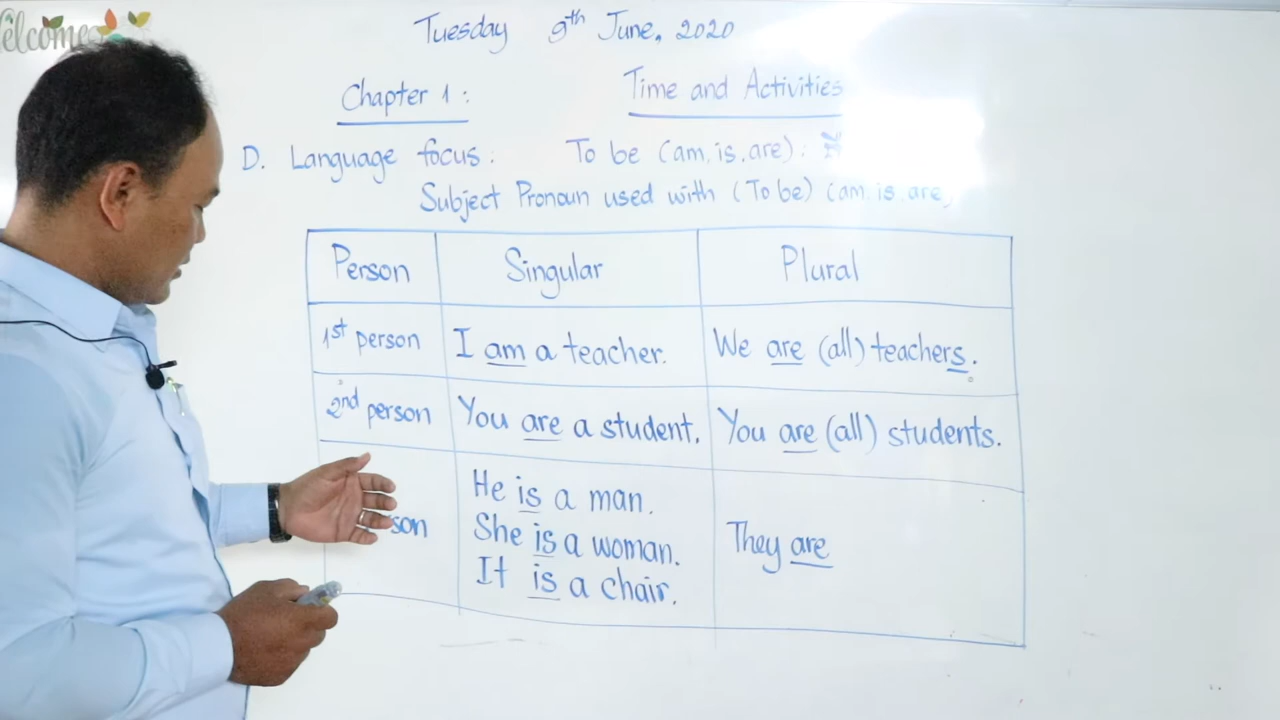 Welcome
Tuesday 9th June, 2020
Chapter 1: Time and Activities
D. Language focus: To be (am, is, are):
Subject Pronoun used with (To be) (am, is, are)
Person Singular Plural
1st person I am a teacher. We are (all) teachers.
2nd person You are a student. You are (all) students.
He is a man.
She is a woman. They are
It is a chair.